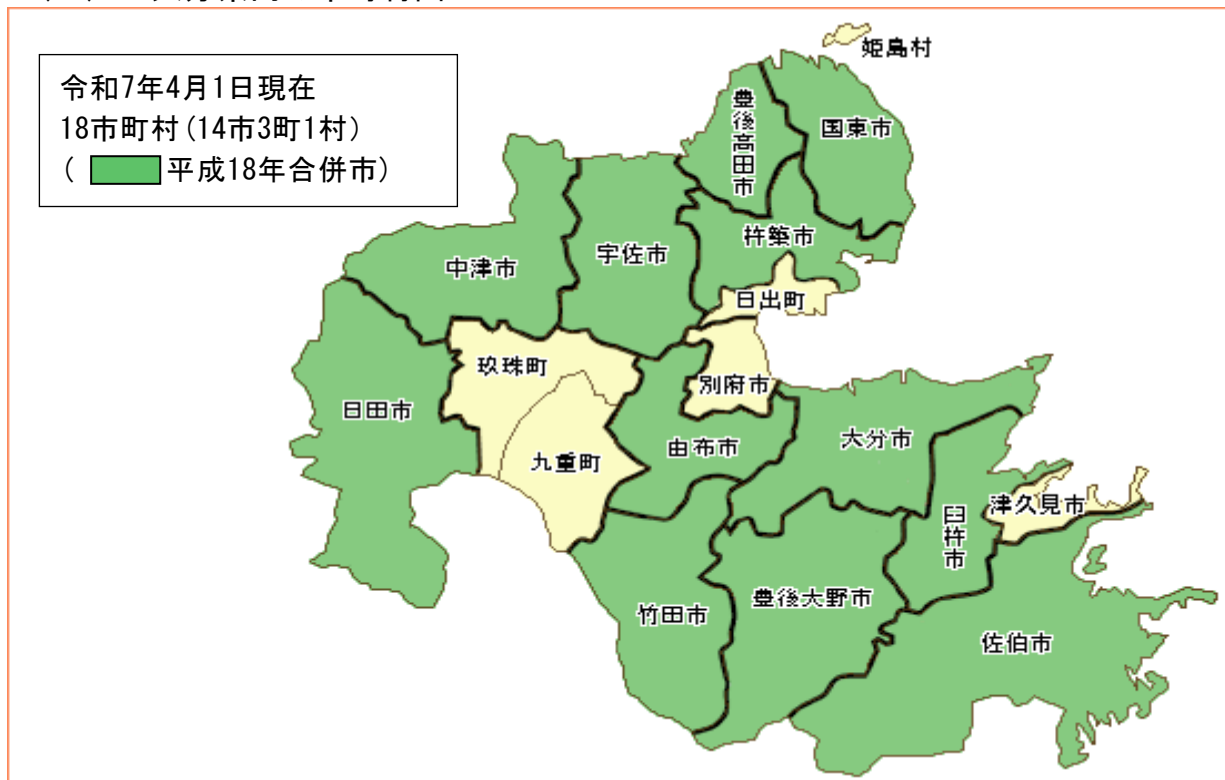 令和7年4月1日現在
18市町村(14市3町1村)
( 平成18年合併市)
姫島村
豊後高田市
国東市
杵築市
宇佐市
中津市
日出町
玖珠町
別府市
日田市
大分市
由布市
九重町
津久見市
臼杵市
豊後大野市
竹田市
佐伯市